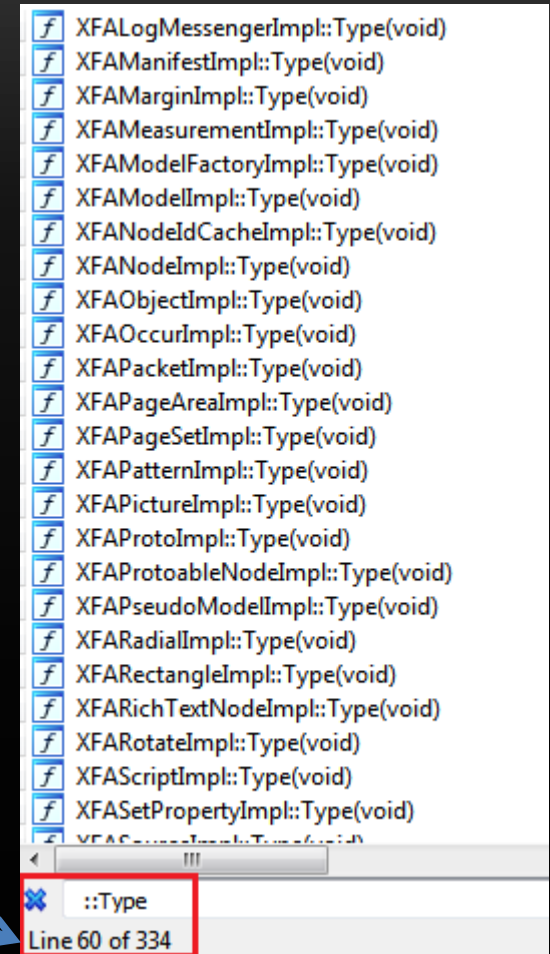 XFALogMessengerImpl::Type(void)
XFAManifestImpl::Type(void)
XFAMarginImpl::Type(void)
XFAMeasurementImpl::Type(void)
XFAModelFactoryImpl::Type(void)
XFAModelImpl::Type(void)
XFANodeIdCacheImpl::Type(void)
XFANodeImpl::Type(void)
XFAObjectImpl::Type(void)
XFAOccurImpl::Type(void)
XFAPacketImpl::Type(void)
XFAPageAreaImpl::Type(void)
XFAPageSetImpl::Type(void)
XFAPatternImpl::Type(void)
XFAPictureImpl::Type(void)
XFAProtoImpl::Type(void)
XFAProtoableNodeImpl::Type(void)
XFAPseudoModelImpl::Type(void)
XFARadialImpl::Type(void)
XFARectangleImpl::Type(void)
XFARichTextNodeImpl::Type(void)
XFARotateImpl::Type(void)
XFAScriptImpl::Type(void)
XFASetPropertyImpl::Type(void)
::Type
Line 60 of 334